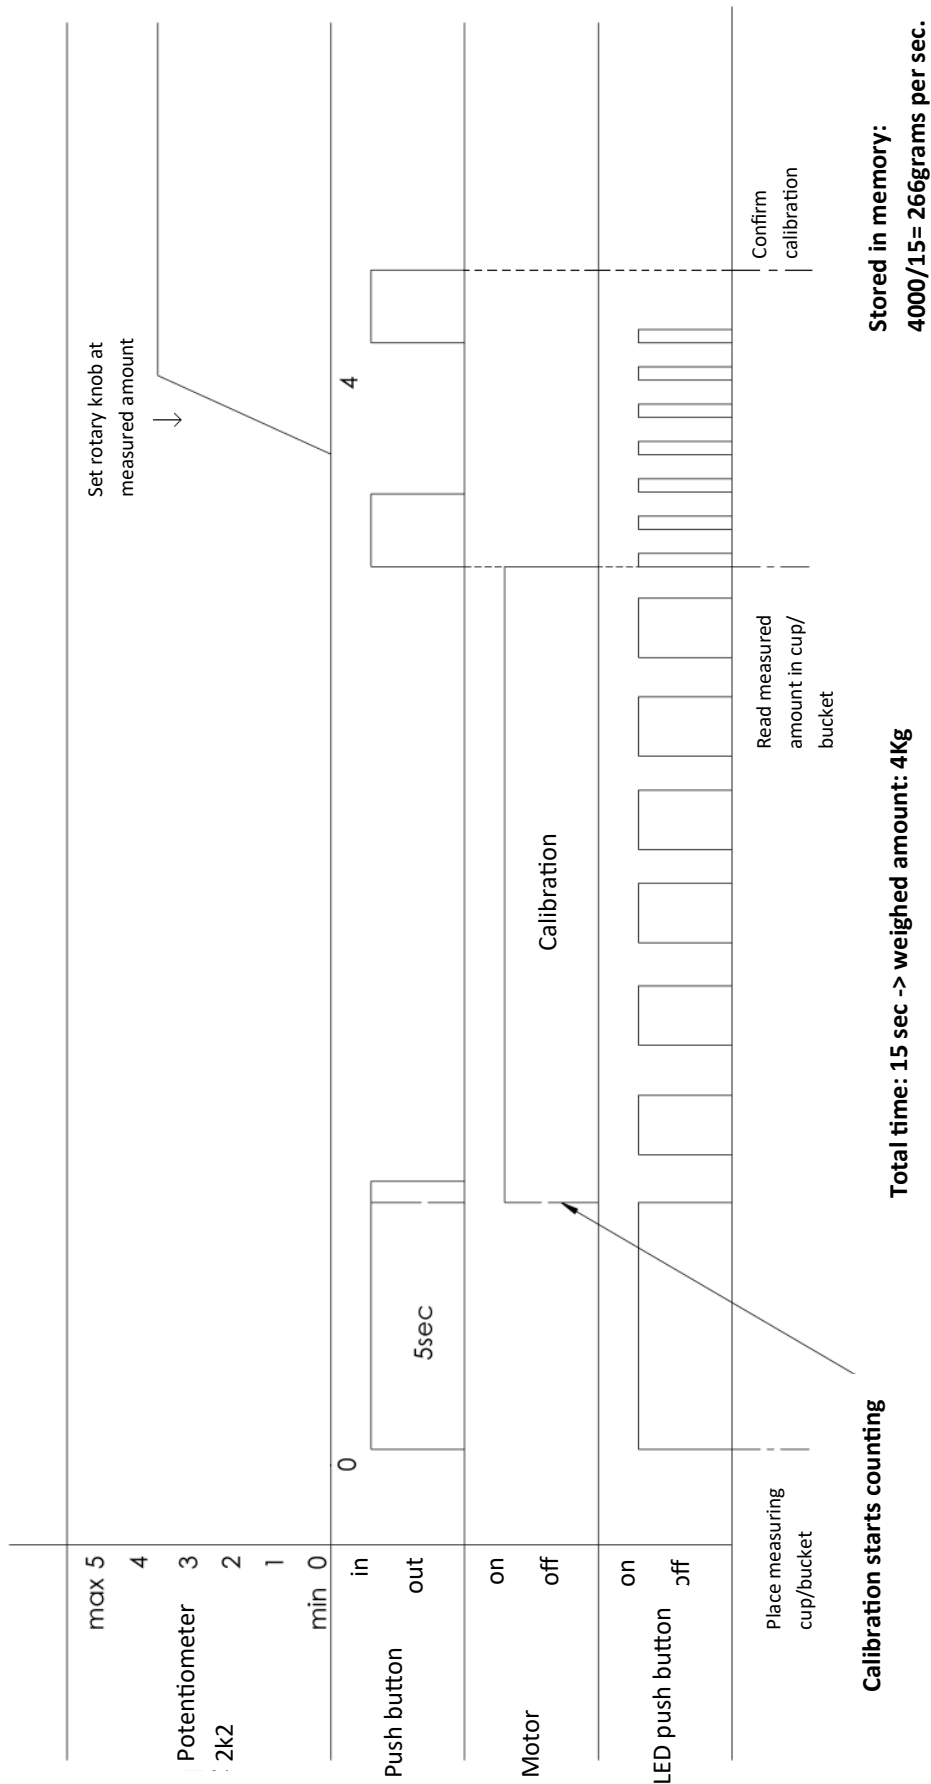 max 5
4
3
2
1
min 0
Potentiometer
2k2
Set rotary knob at
measured amount
0
4
Push button
in
out
5sec
Motor
on
off
Calibration
LED push button
on
off
Place measuring
cup/bucket
Read measured
amount in cup/
bucket
Confirm
calibration
Calibration starts counting
Total time: 15 sec -> weighed amount: 4Kg
Stored in memory:
4000/15= 266grams per sec.